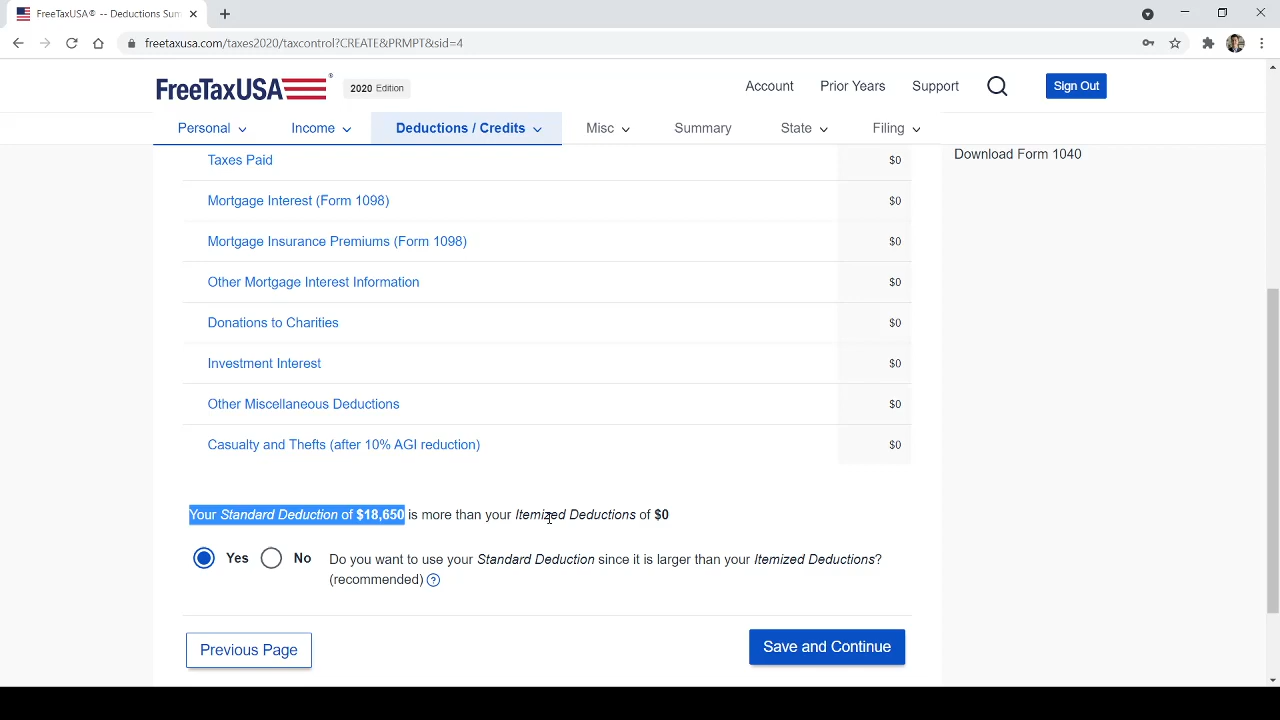 FreeTaxUSA® -- Deductions Sum
freetaxusa.com/taxes2020/taxcontrol?CREATE&PRMPT&sid=4
FreeTaxUSA®
2020 Edition
Account
Prior Years
Support
Sign Out
Personal
Income
Deductions / Credits
Misc
Summary
State
Filing
Taxes Paid $0
Download Form 1040
Mortgage Interest (Form 1098) $0
Mortgage Insurance Premiums (Form 1098) $0
Other Mortgage Interest Information $0
Donations to Charities $0
Investment Interest $0
Other Miscellaneous Deductions $0
Casualty and Thefts (after 10% AGI reduction) $0
Your Standard Deduction of $18,650 is more than your Itemized Deductions of $0
Yes No Do you want to use your Standard Deduction since it is larger than your Itemized Deductions?
(recommended) ?
Previous Page
Save and Continue